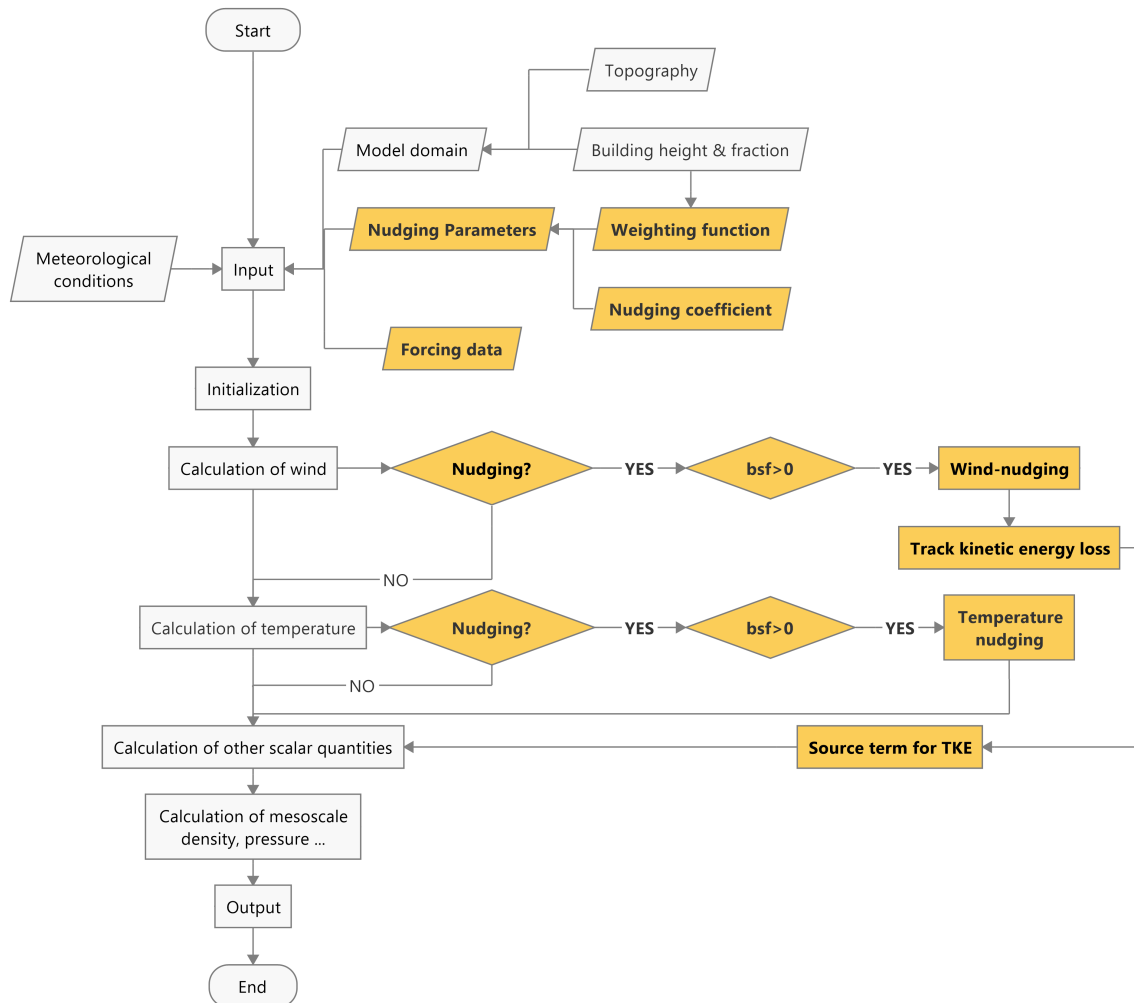 Start
Topography
Model domain
Building height & fraction
Nudging Parameters
Weighting function
Meteorological
conditions
Input
Nudging coefficient
Forcing data
Initialization
Calculation of wind
Nudging?
YES
bsf>0
YES
Wind-nudging
Track kinetic energy loss
NO
Calculation of temperature
Nudging?
YES
bsf>0
YES
Temperature
nudging
NO
Calculation of other scalar quantities
Source term for TKE
Calculation of mesoscale
density, pressure ...
Output
End